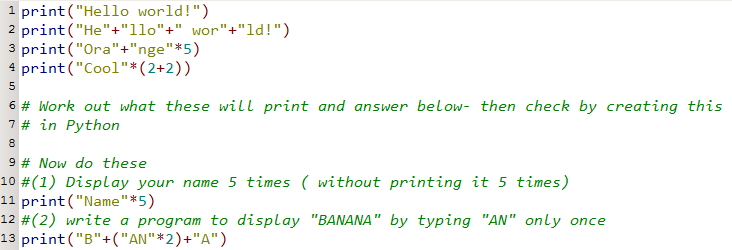 1 print("Hello world!")
2 print("He"+"llo"+" wor"+"ld!")
3 print("Ora"+"nge"*5)
4 print("Cool"*(2+2))
5
6 # Work out what these will print and answer below- then check by creating this
7 # in Python
8
9 # Now do these
10 #(1) Display your name 5 times ( without printing it 5 times)
11 print("Name"*5)
12 #(2) write a program to display "BANANA" by typing "AN" only once
13 print("B"+("AN"*2)+"A")